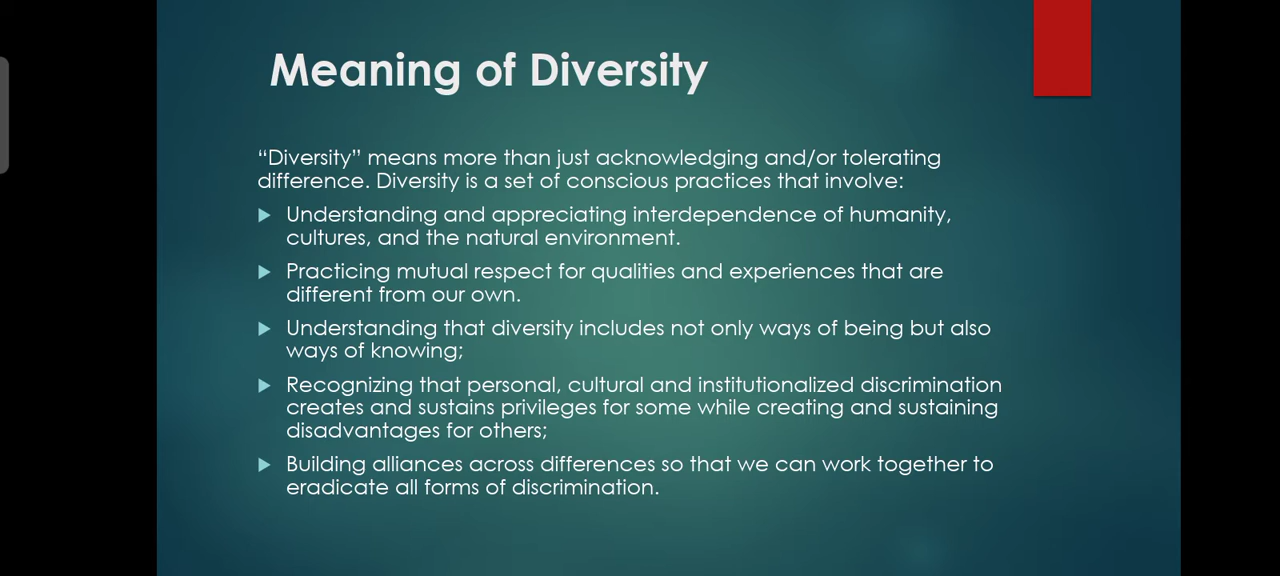 Meaning of Diversity
“Diversity” means more than just acknowledging and/or tolerating
difference. Diversity is a set of conscious practices that involve:
Understanding and appreciating interdependence of humanity,
cultures, and the natural environment.
Practicing mutual respect for qualities and experiences that are
different from our own.
Understanding that diversity includes not only ways of being but also
ways of knowing;
Recognizing that personal, cultural and institutionalized discrimination
creates and sustains privileges for some while creating and sustaining
disadvantages for others;
Building alliances across differences so that we can work together to
eradicate all forms of discrimination.